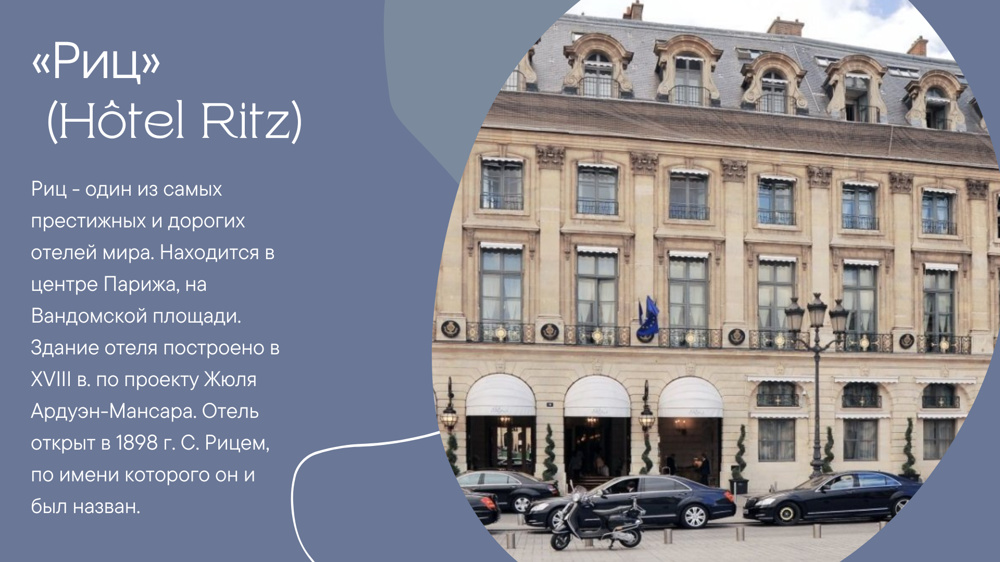 «Риц»
(Hôtel Ritz)
Риц - один из самых
престижных и дорогих
отелей мира. Находится в
центре Парижа, на
Вандомской площади.
Здание отеля построено в
XVIII в. по проекту Жюля
Ардуэн-Мансара. Отель
открыт в 1898 г. С. Рицем,
по имени которого он и
был назван.